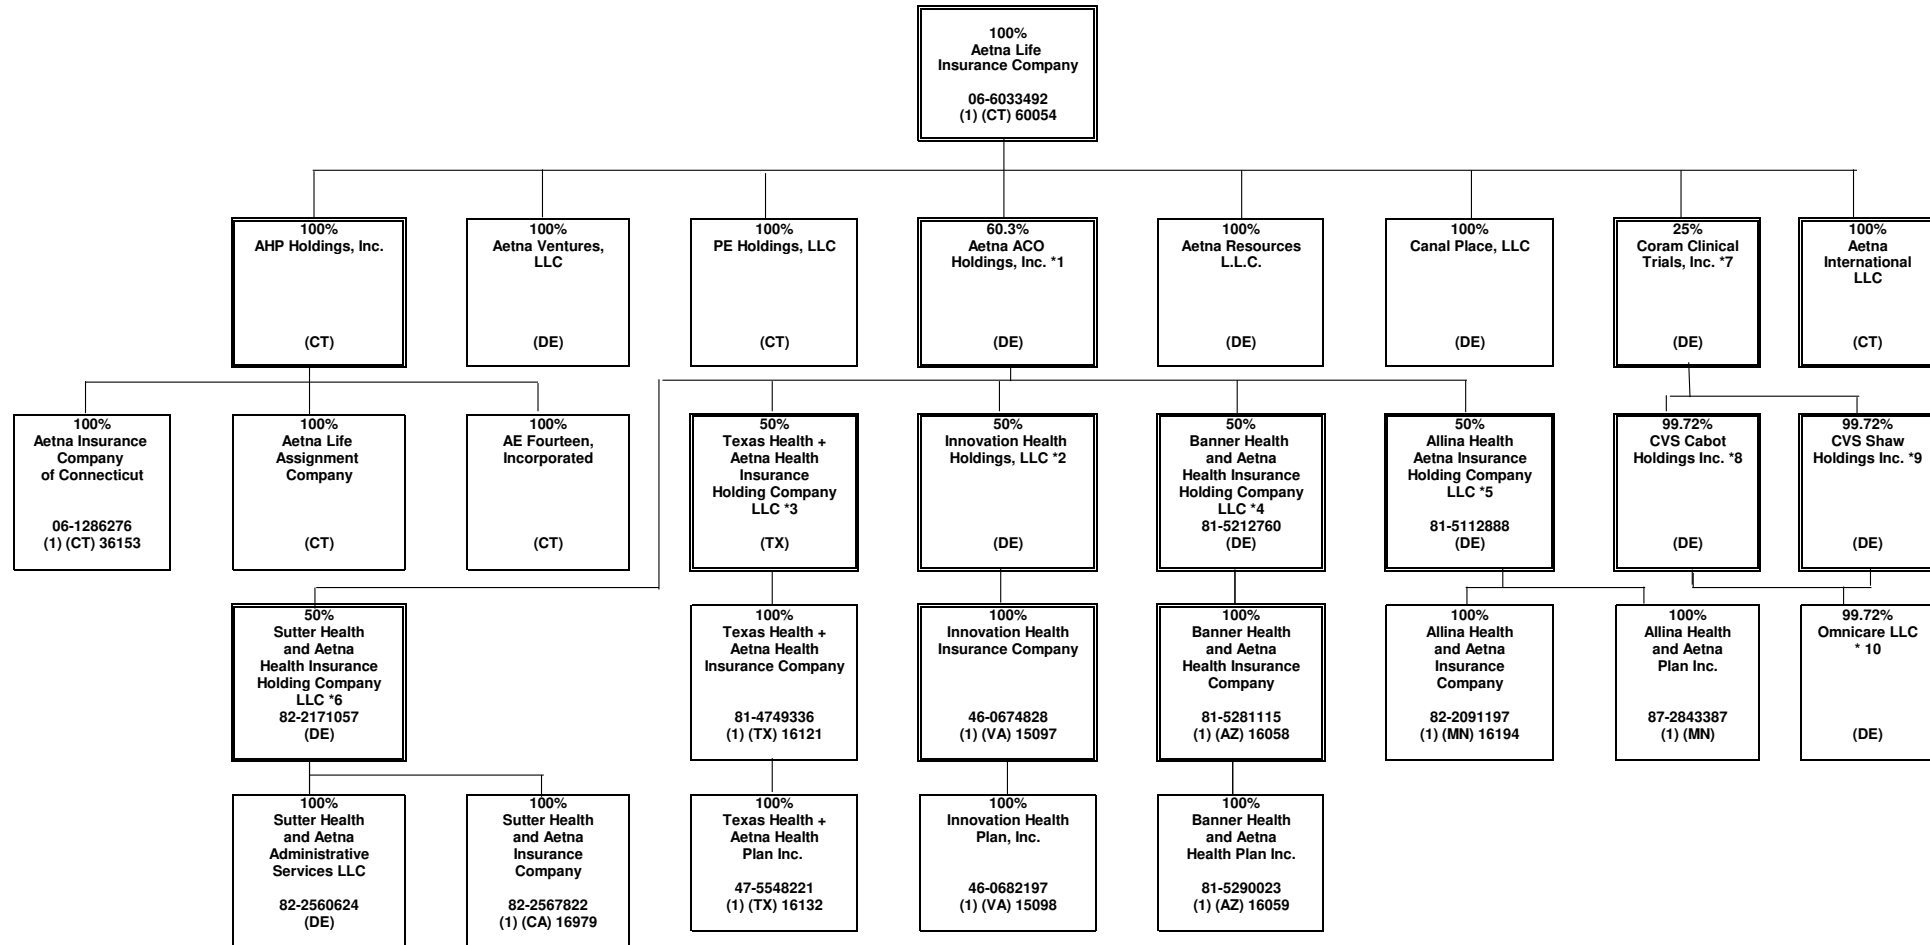 100%
Aetna Life
Insurance Company
06-6033492
(1) (CT) 60054
100%
AHP Holdings, Inc.
(CT)
100%
Aetna Ventures,
LLC
(DE)
100%
PE Holdings, LLC
(CT)
60.3%
Aetna ACO
Holdings, Inc. *1
(DE)
100%
Aetna Resources
L.L.C.
(DE)
100%
Canal Place, LLC
(DE)
25%
Coram Clinical
Trials, Inc. *7
(DE)
100%
Aetna
International
LLC
(CT)
100%
Aetna Insurance
Company
of Connecticut
06-1286276
(1) (CT) 36153
100%
Aetna Life
Assignment
Company
(CT)
100%
AE Fourteen,
Incorporated
(CT)
50%
Texas Health +
Aetna Health
Insurance
Holding Company
LLC *3
(TX)
50%
Innovation Health
Holdings, LLC *2
(DE)
50%
Banner Health
and Aetna
Health Insurance
Holding Company
LLC *4
81-5212760
(DE)
50%
Allina Health
Aetna Insurance
Holding Company
LLC *5
81-5112888
(DE)
99.72%
CVS Cabot
Holdings Inc. *8
(DE)
99.72%
CVS Shaw
Holdings Inc. *9
(DE)
50%
Sutter Health
and Aetna
Health Insurance
Holding Company
LLC *6
82-2171057
(DE)
100%
Texas Health +
Aetna Health
Insurance Company
81-4749336
(1) (TX) 16121
100%
Innovation Health
Insurance Company
46-0674828
(1) (VA) 15097
100%
Banner Health
and Aetna
Health Insurance
Company
81-5281115
(1) (AZ) 16058
100%
Allina Health
and Aetna
Insurance
Company
82-2091197
(1) (MN) 16194
100%
Allina Health
and Aetna
Plan Inc.
87-2843387
(1) (MN)
99.72%
Omnicare LLC
* 10
(DE)
100%
Sutter Health
and Aetna
Administrative
Services LLC
82-2560624
(DE)
100%
Sutter Health
and Aetna
Insurance
Company
82-2567822
(1) (CA) 16979
100%
Texas Health +
Aetna Health
Plan Inc.
47-5548221
(1) (TX) 16132
100%
Innovation Health
Plan, Inc.
46-0682197
(1) (VA) 15098
100%
Banner Health
and Aetna
Health Plan Inc.
81-5290023
(1) (AZ) 16059